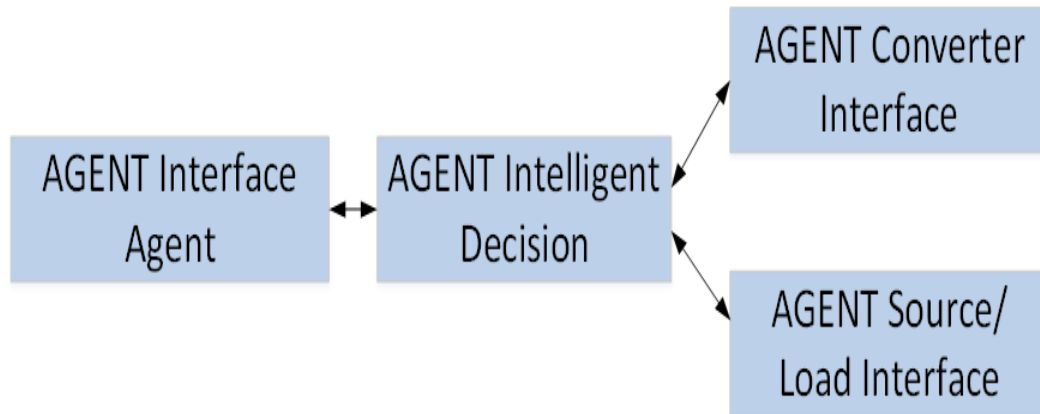 AGENT Interface
Agent
AGENT Intelligent
Decision
AGENT Converter
Interface
AGENT Source/
Load Interface